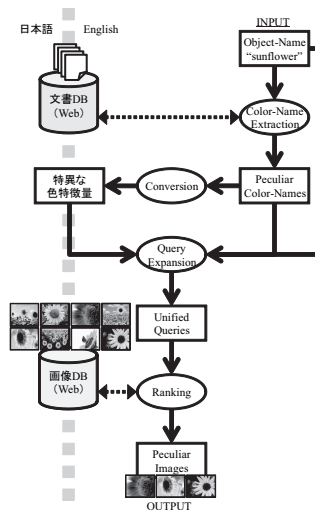 日本語 English
INPUT
Object-Name
“sunflower”
文書DB
(Web)
Color-Name
Extraction
特異な
色特徴量
Conversion
Peculiar
Color-Names
Query
Expansion
Unified
Queries
画像DB
(Web)
Ranking
Peculiar
Images
OUTPUT